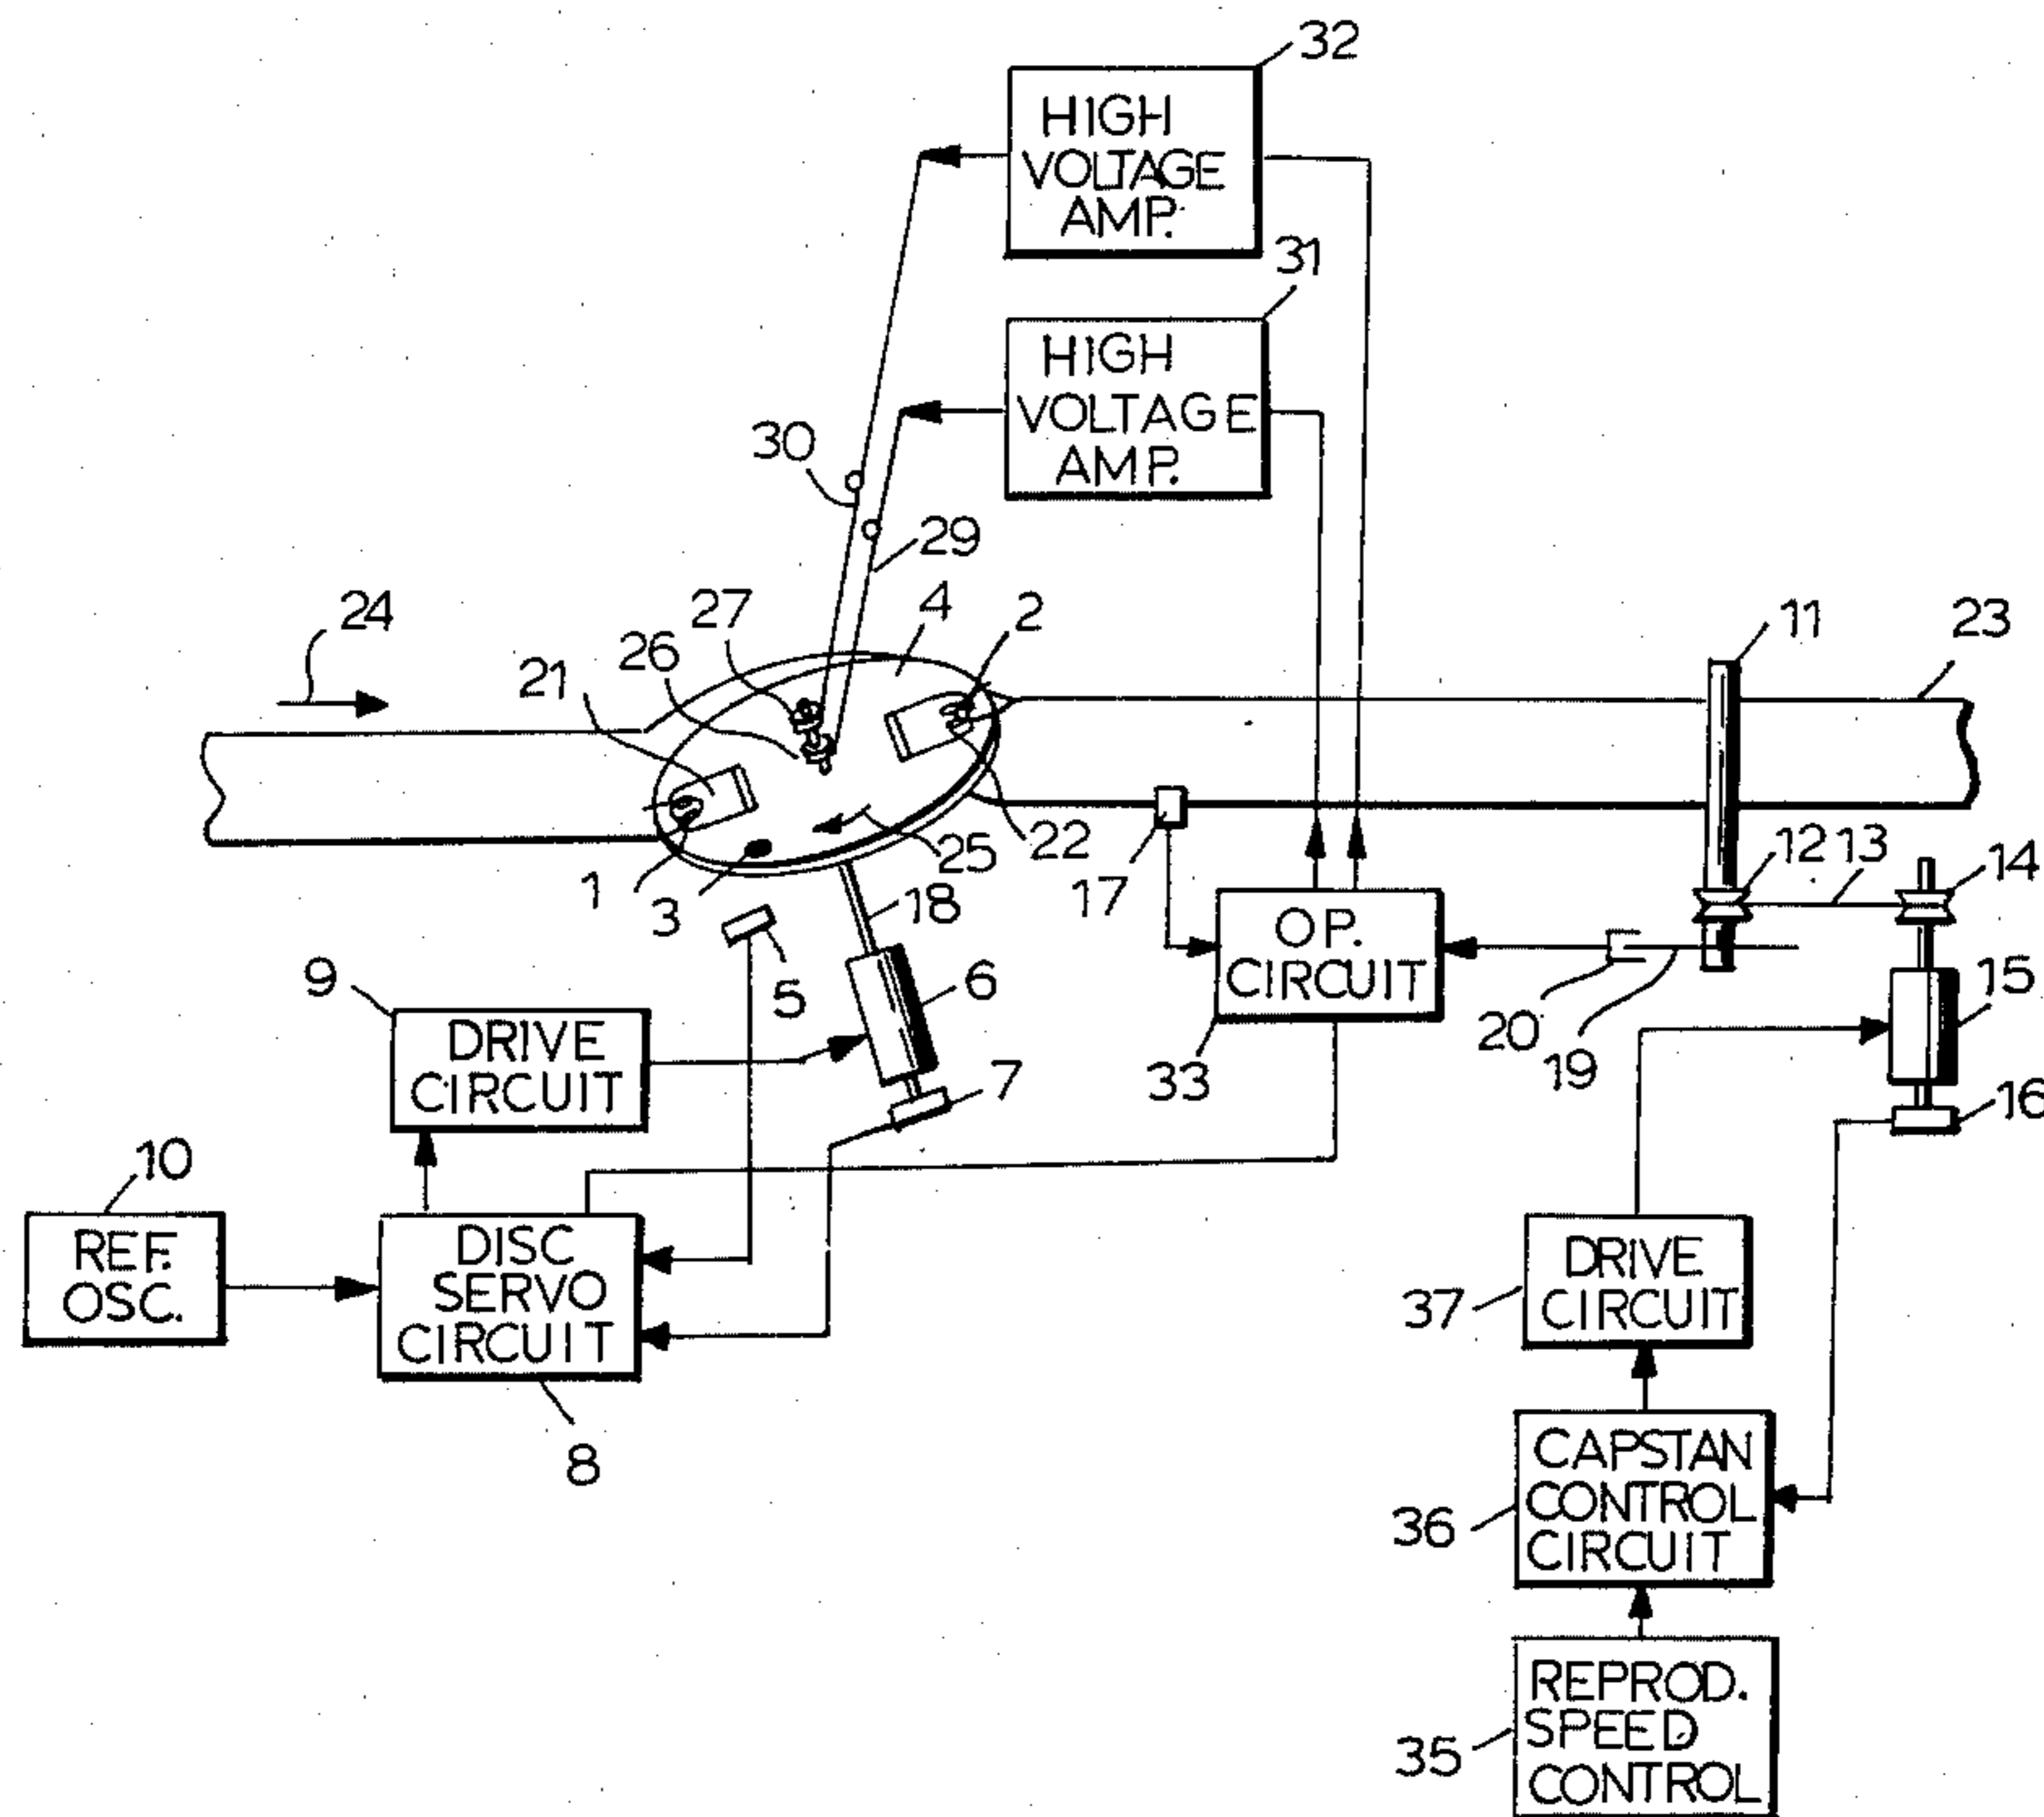 32
HIGH
VOLTAGE
AMP.
31
HIGH
VOLTAGE
AMP.
30
29
24
27
4
2
11
23
26
21
25
22
1
3
18
17
12
13
14
OP.
CIRCUIT
9
5
6
20
19
15
DRIVE
CIRCUIT
33
7
16
10
REF.
OSC.
DISC
SERVO
CIRCUIT
8
37
DRIVE
CIRCUIT
36
CAPSTAN
CONTROL
CIRCUIT
35
REPROD.
SPEED
CONTROL